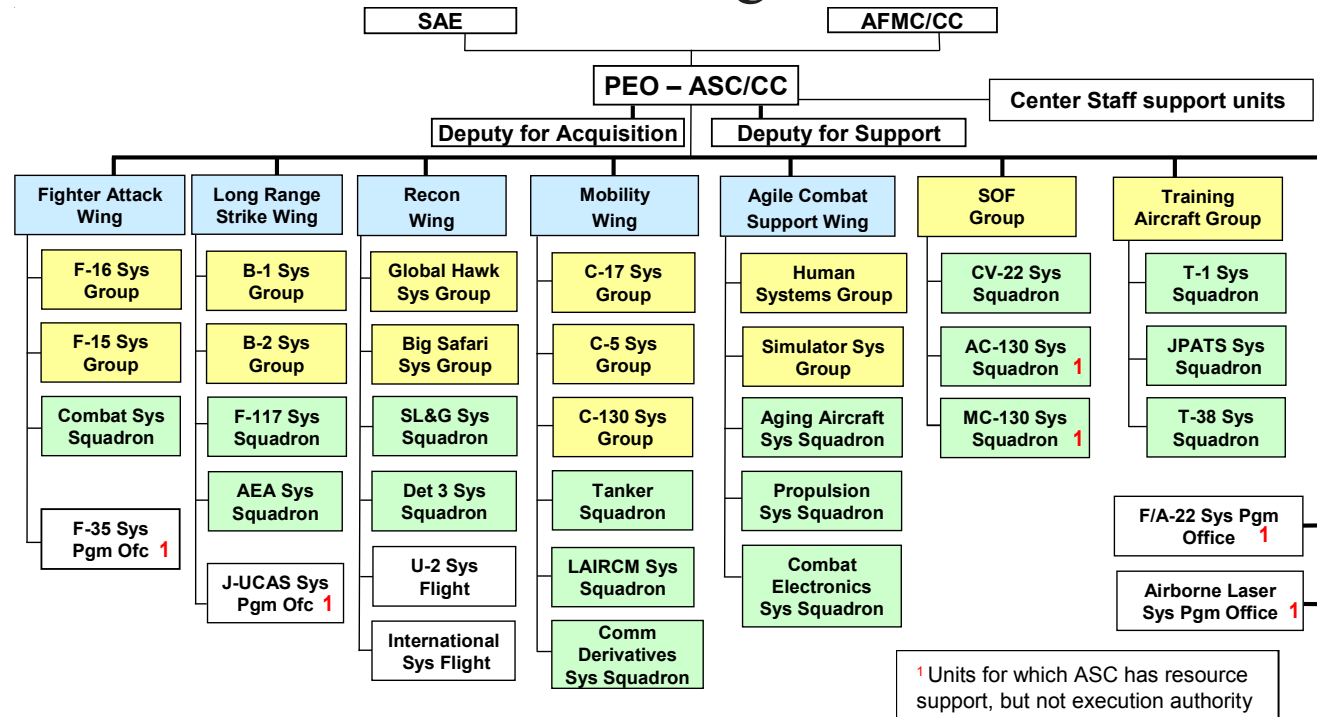 SAE
AFMC/CC
PEO – ASC/CC
Center Staff support units
Deputy for Acquisition
Deputy for Support
Fighter Attack
Wing
F-16 Sys
Group
F-15 Sys
Group
Combat Sys
Squadron
F-35 Sys
Pgm Ofc 1
Long Range
Strike Wing
B-1 Sys
Group
B-2 Sys
Group
F-117 Sys
Squadron
AEA Sys
Squadron
J-UCAS Sys
Pgm Ofc 1
Recon
Wing
Global Hawk
Sys Group
Big Safari
Sys Group
SL&G Sys
Squadron
Det 3 Sys
Squadron
U-2 Sys
Flight
International
Sys Flight
Mobility
Wing
C-17 Sys
Group
C-5 Sys
Group
C-130 Sys
Group
Tanker
Squadron
LAIRCM Sys
Squadron
Comm
Derivatives
Sys Squadron
Agile Combat
Support Wing
Human
Systems Group
Simulator Sys
Group
Aging Aircraft
Sys Squadron
Propulsion
Sys Squadron
Combat
Electronics
Sys Squadron
SOF
Group
CV-22 Sys
Squadron
AC-130 Sys
Squadron 1
MC-130 Sys
Squadron 1
Training
Aircraft Group
T-1 Sys
Squadron
JPATS Sys
Squadron
T-38 Sys
Squadron
F/A-22 Sys Pgm
Office 1
Airborne Laser
Sys Pgm Office 1
1 Units for which ASC has resource
support, but not execution authority